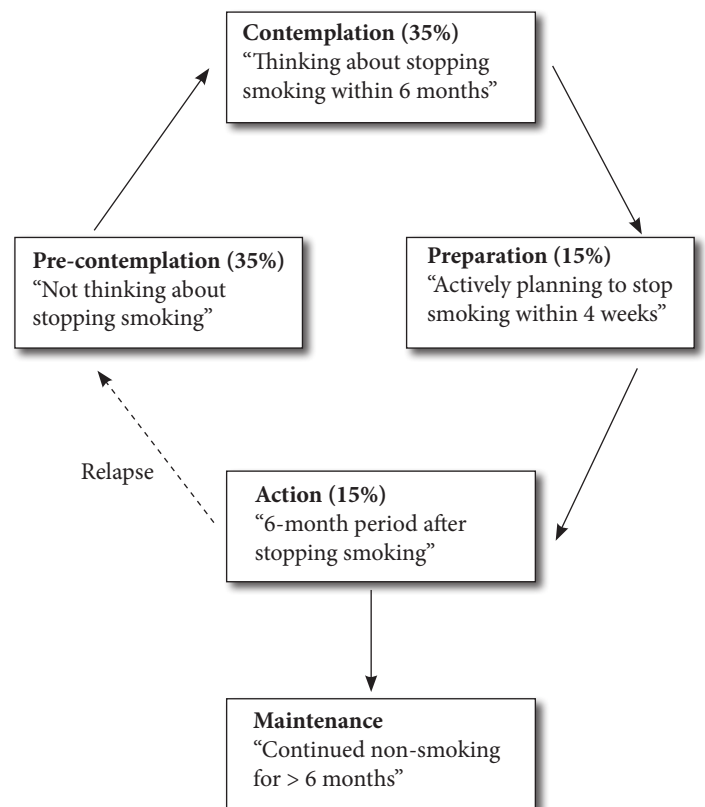 Contemplation (35%)
“Thinking about stopping
smoking within 6 months”
Pre-contemplation (35%)
“Not thinking about
stopping smoking”
Preparation (15%)
“Actively planning to stop
smoking within 4 weeks”
Relapse
Action (15%)
“6-month period after
stopping smoking”
Maintenance
“Continued non-smoking
for > 6 months”